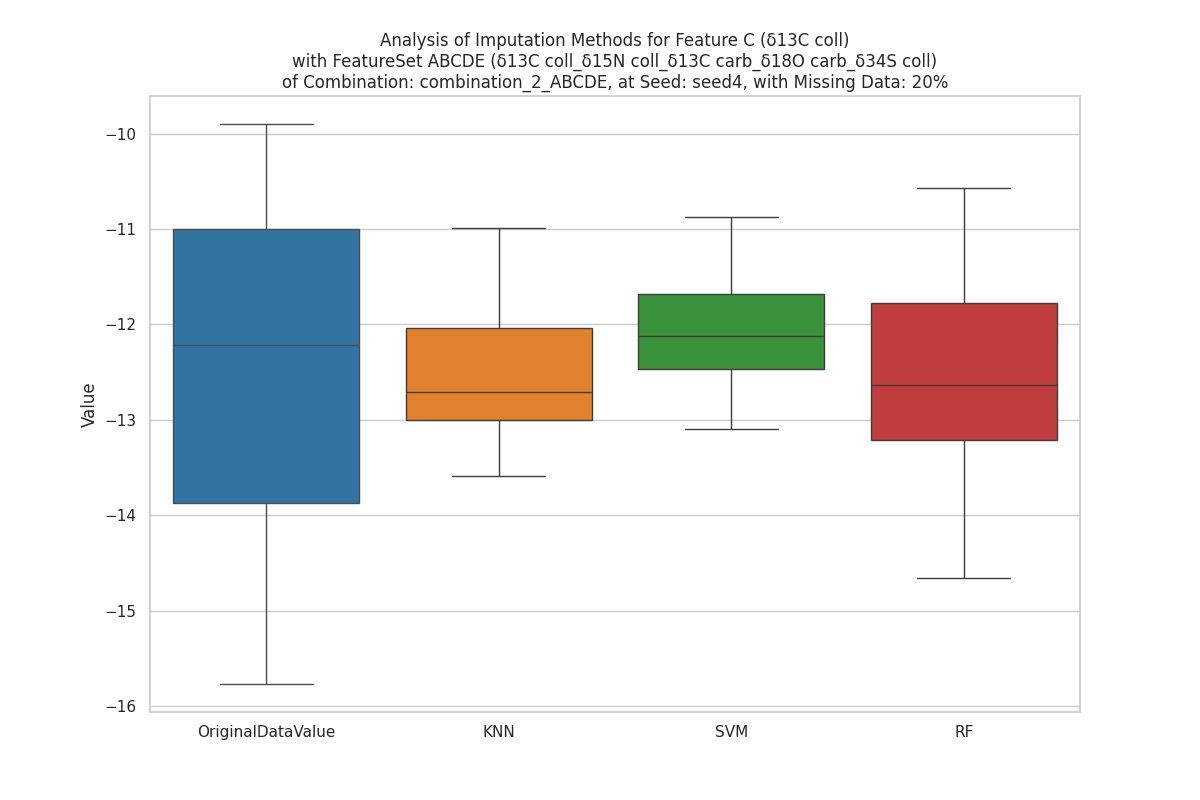 Analysis of Imputation Methods for Feature C (δ13C coll)
with FeatureSet ABCDE (δ13C coll_δ15N coll_δ13C carb_δ18O carb_δ34S coll)
of Combination: combination_2_ABCDE, at Seed: seed4, with Missing Data: 20%
Value
−10
−11
−12
−13
−14
−15
−16
OriginalDataValue
KNN
SVM
RF